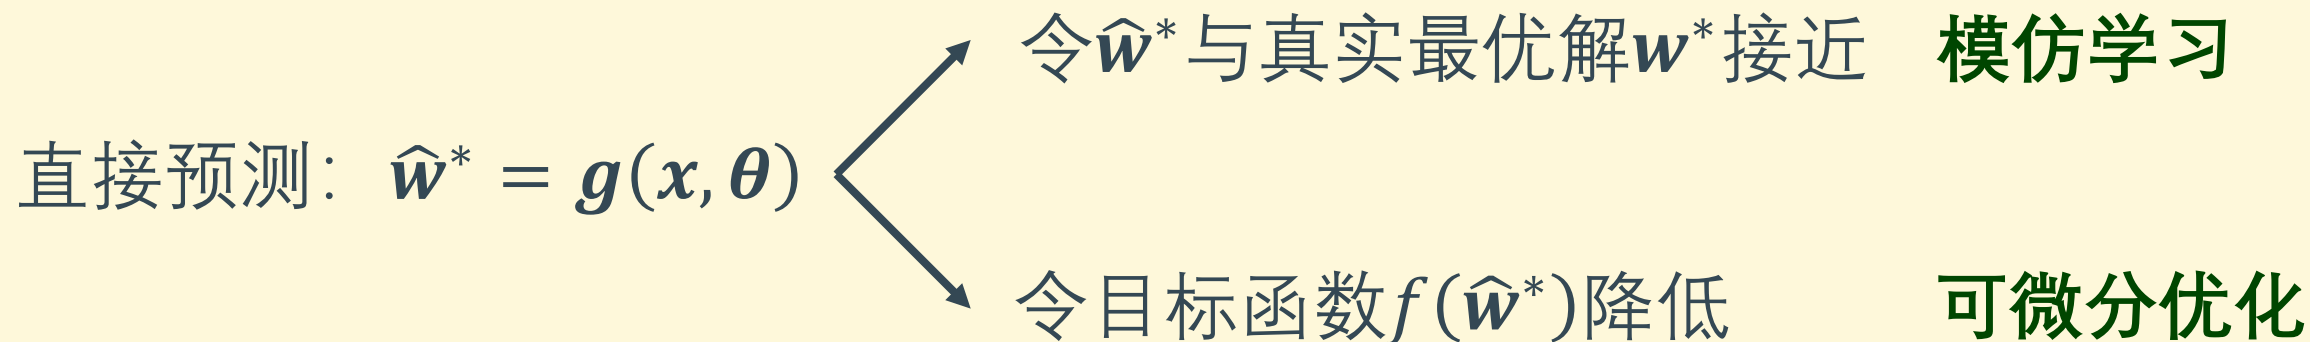 令ŵ*与真实最优解w*接近 模仿学习
直接预测：ŵ* = g(x, θ)
令目标函数f(ŵ*)降低 可微分优化